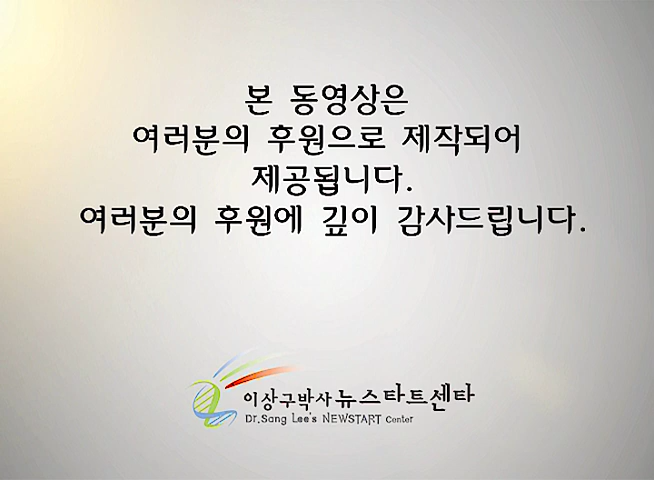 본 동영상은
여러분의 후원으로 제작되어
제공됩니다.
여러분의 후원에 깊이 감사드립니다.
이상구박사 뉴스타트센타
Dr.Sang Lee's NEWSTART Center